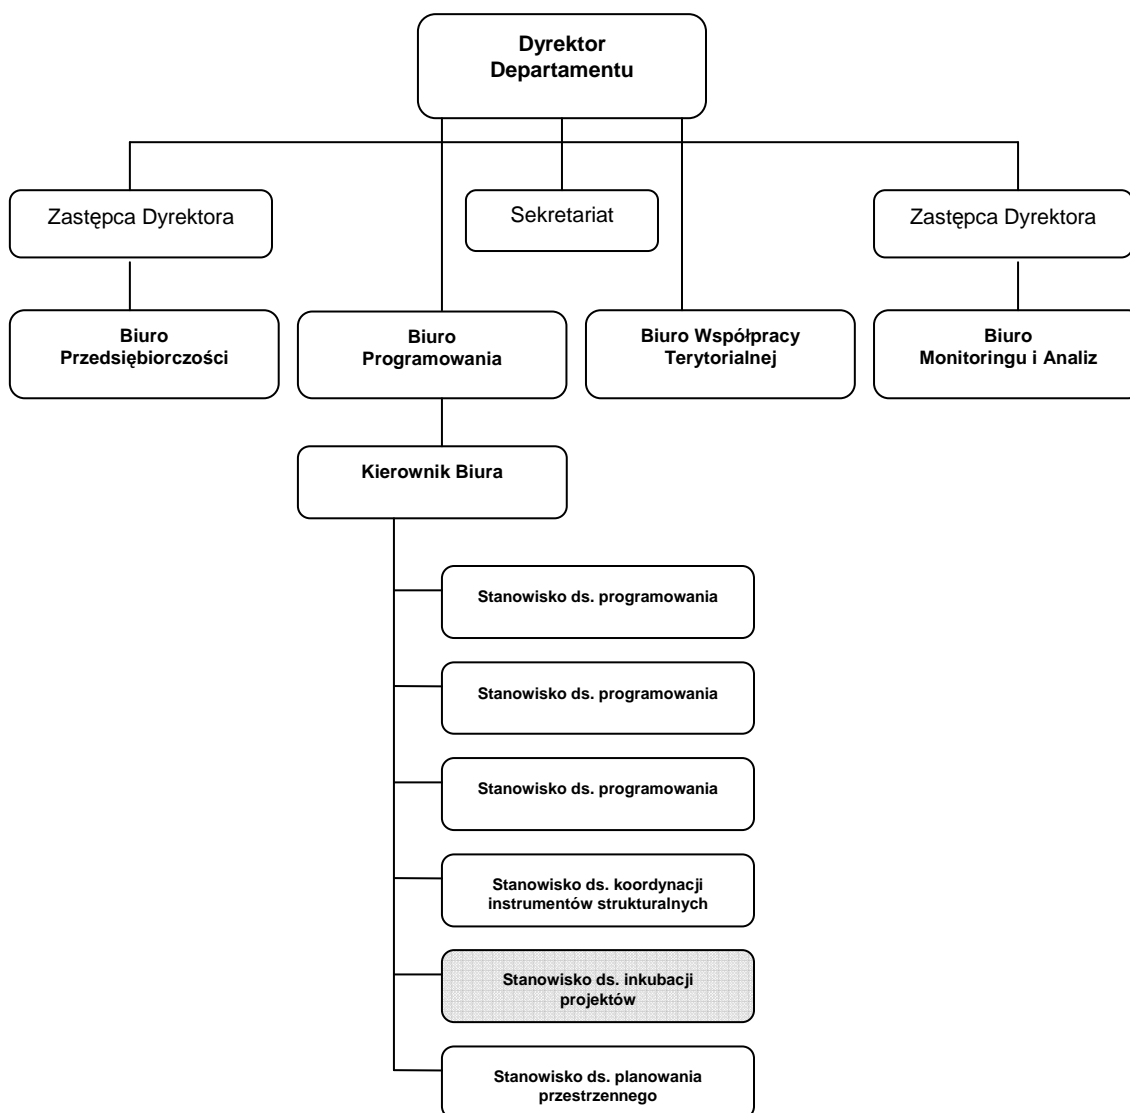 Dyrektor
Departamentu
Zastępca Dyrektora
Sekretariat
Zastępca Dyrektora
Biuro
Przedsiębiorczości
Biuro
Programowania
Biuro Współpracy
Terytorialnej
Biuro
Monitoringu i Analiz
Kierownik Biura
Stanowisko ds. programowania
Stanowisko ds. programowania
Stanowisko ds. programowania
Stanowisko ds. koordynacji
instrumentów strukturalnych
Stanowisko ds. inkubacji
projektów
Stanowisko ds. planowania
przestrzennego